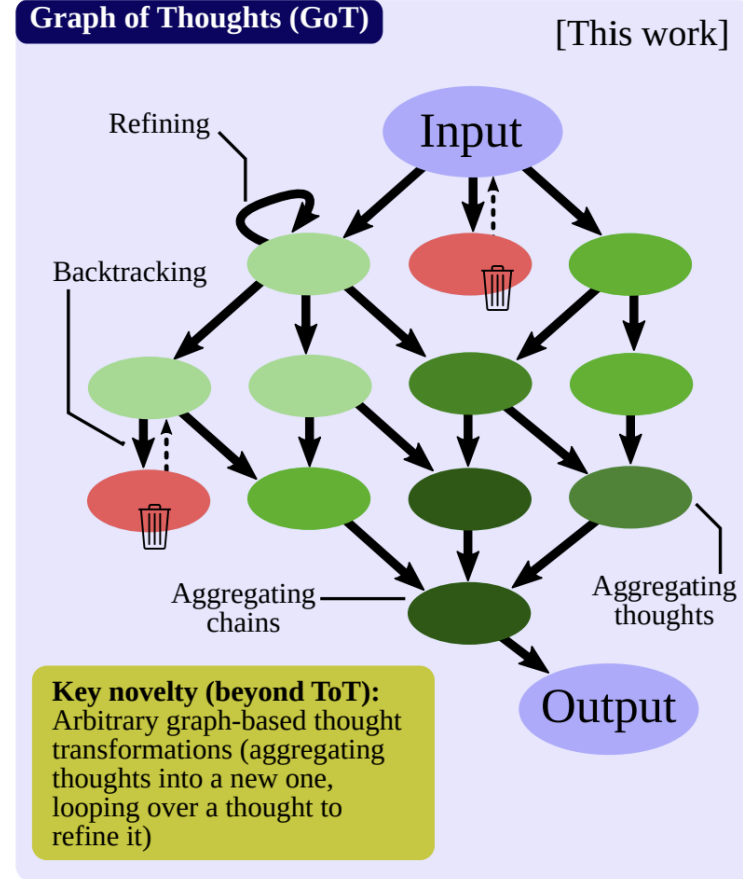 Graph of Thoughts (GoT)
[This work]
Refining
Input
Backtracking
Aggregating
chains
Aggregating
thoughts
Key novelty (beyond ToT):
Arbitrary graph-based thought
transformations (aggregating
thoughts into a new one,
looping over a thought to
refine it)
Output